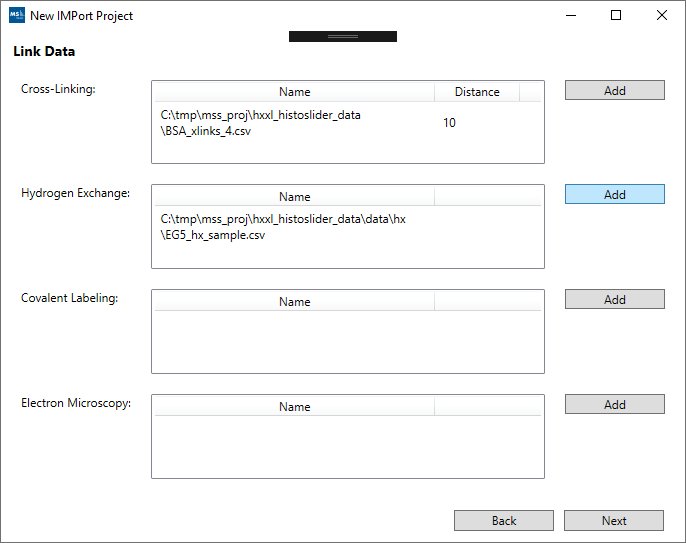 MS
New IMPort Project
Link Data
Cross-Linking:
Name Distance
Add
C:\tmp\mss_proj\hxxl_histoslider_data
\BSA_xlinks_4.csv
10
Hydrogen Exchange:
Name
Add
C:\tmp\mss_proj\hxxl_histoslider_data\data\hx
\EG5_hx_sample.csv
Covalent Labeling:
Name
Add
Electron Microscopy:
Name
Add
Back Next